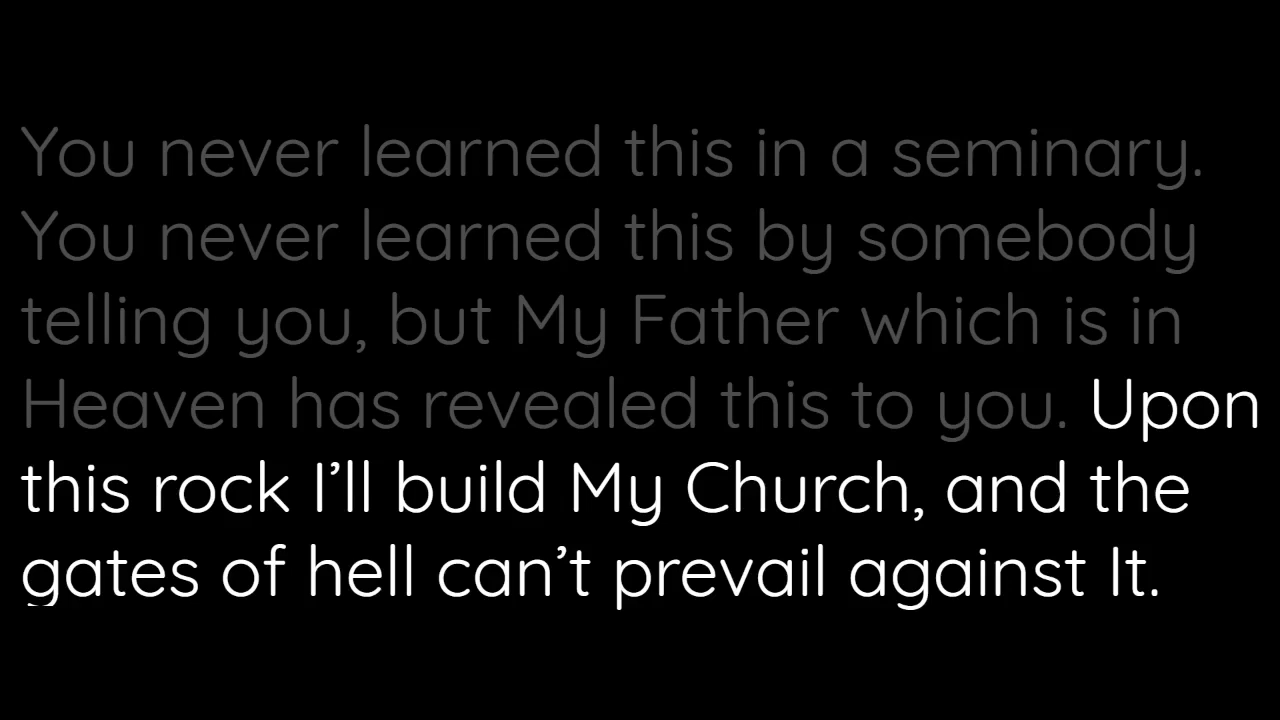 You never learned this in a seminary.
You never learned this by somebody
telling you, but My Father which is in
Heaven has revealed this to you. Upon
this rock I’ll build My Church, and the
gates of hell can’t prevail against It.